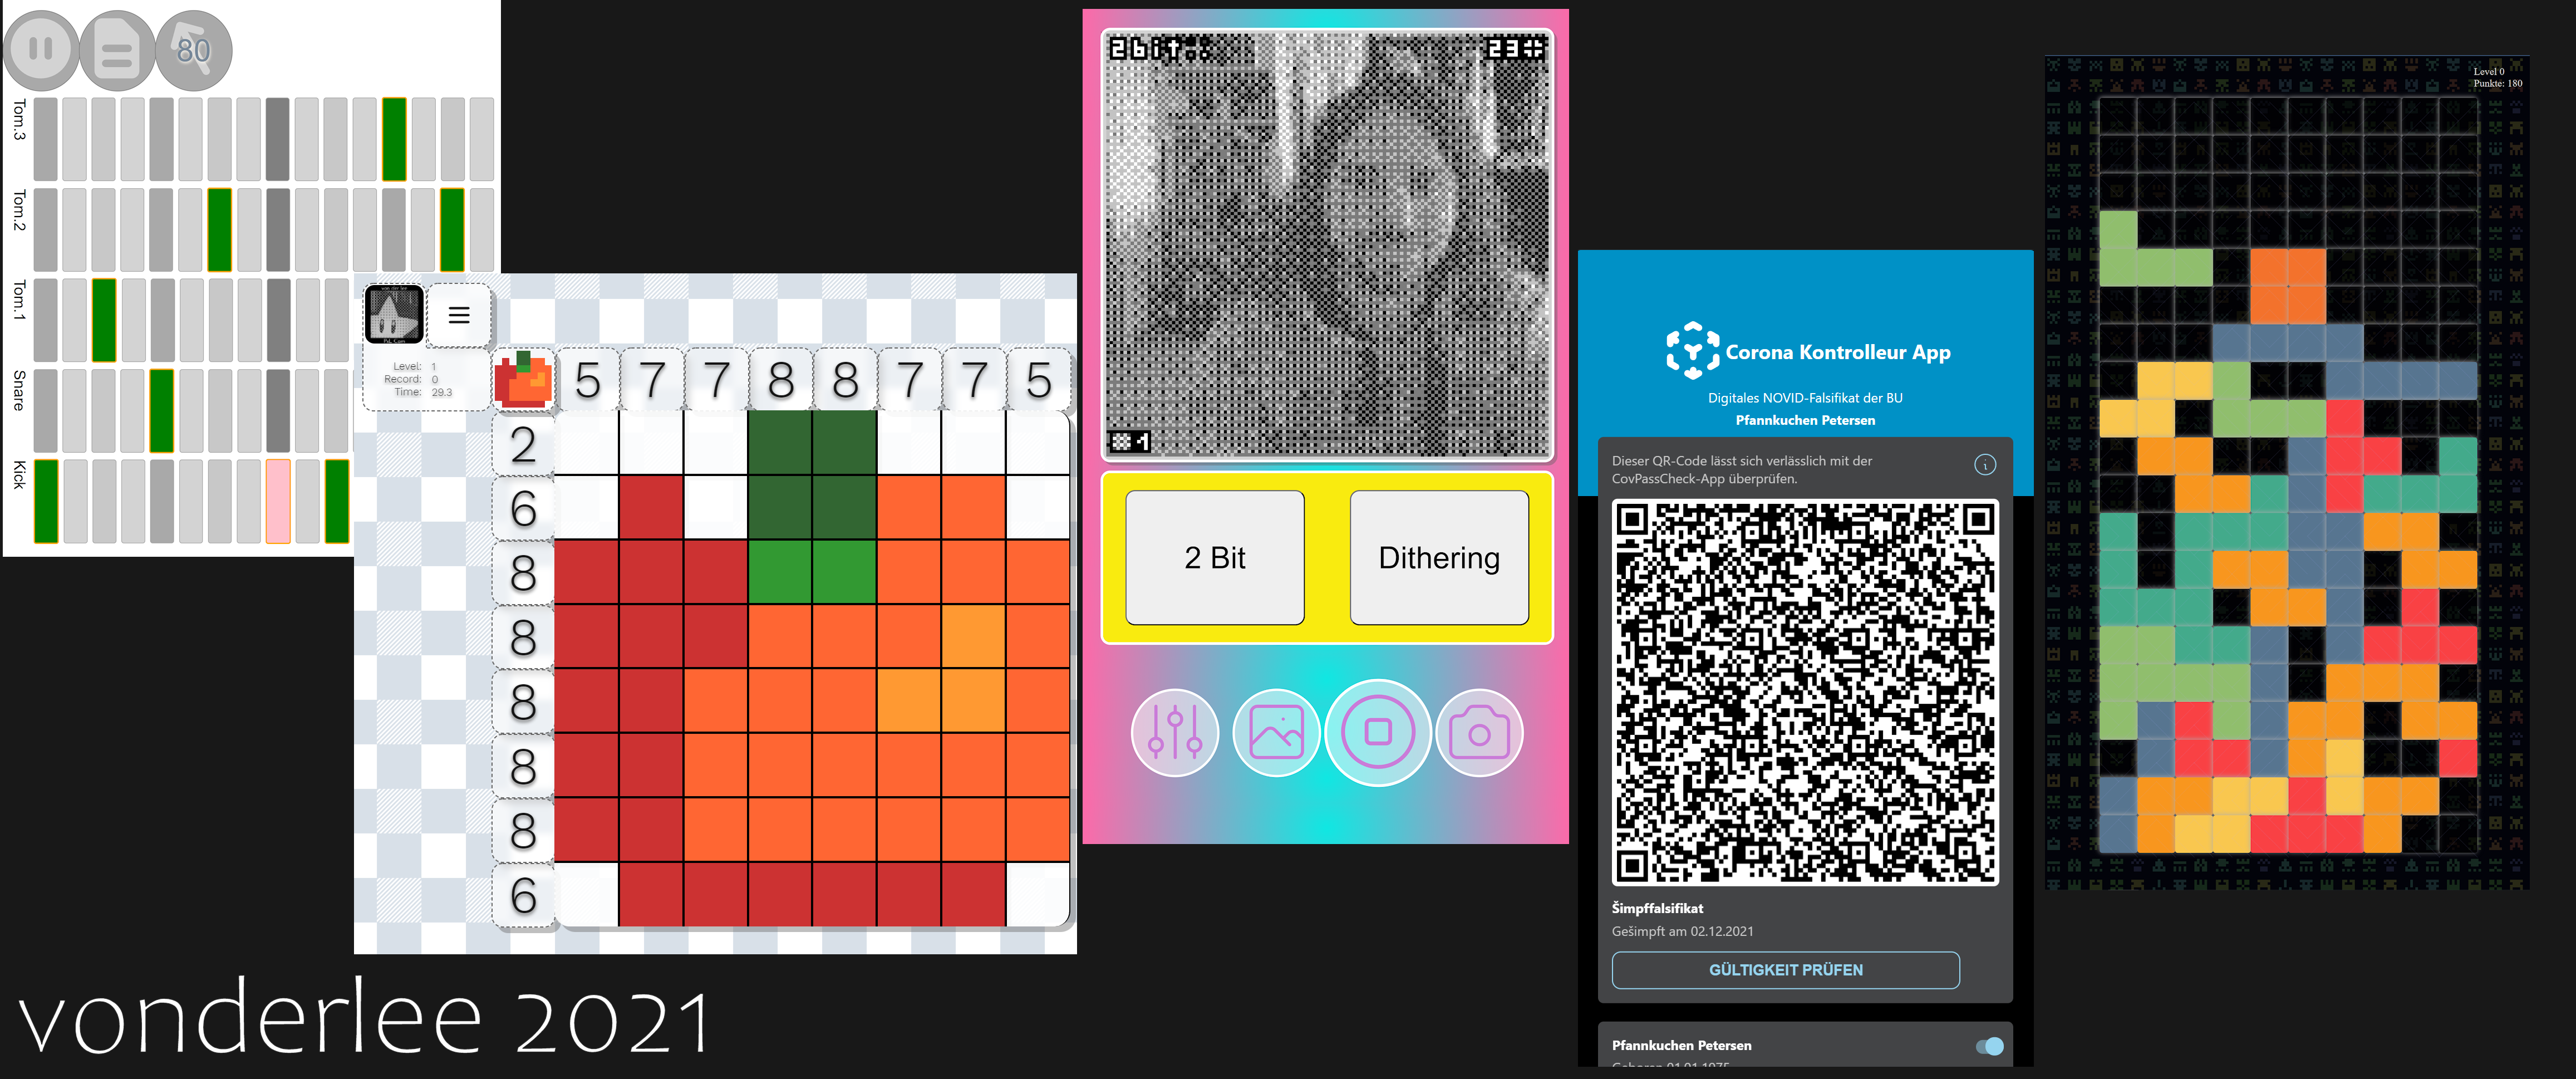 80
Tom.3
Tom.2
Tom.1
Snare
Kick
Level: 1
Record: 0
Time: 29.3
5 7 7 8 8 7 7 5
2
6
8
8
8
8
8
6
2bit
#1
2 Bit
Dithering
Corona Kontrolleur App
Digitales NOVID-Falsifikat der BU
Pfannkuchen Petersen
Dieser QR-Code lässt sich verlässlich mit der
CovPassCheck-App überprüfen.
Šimpffalsifikat
Gešimpft am 02.12.2021
GÜLTIGKEIT PRÜFEN
Pfannkuchen Petersen
Level 0
Punkte: 180
vonderlee 2021